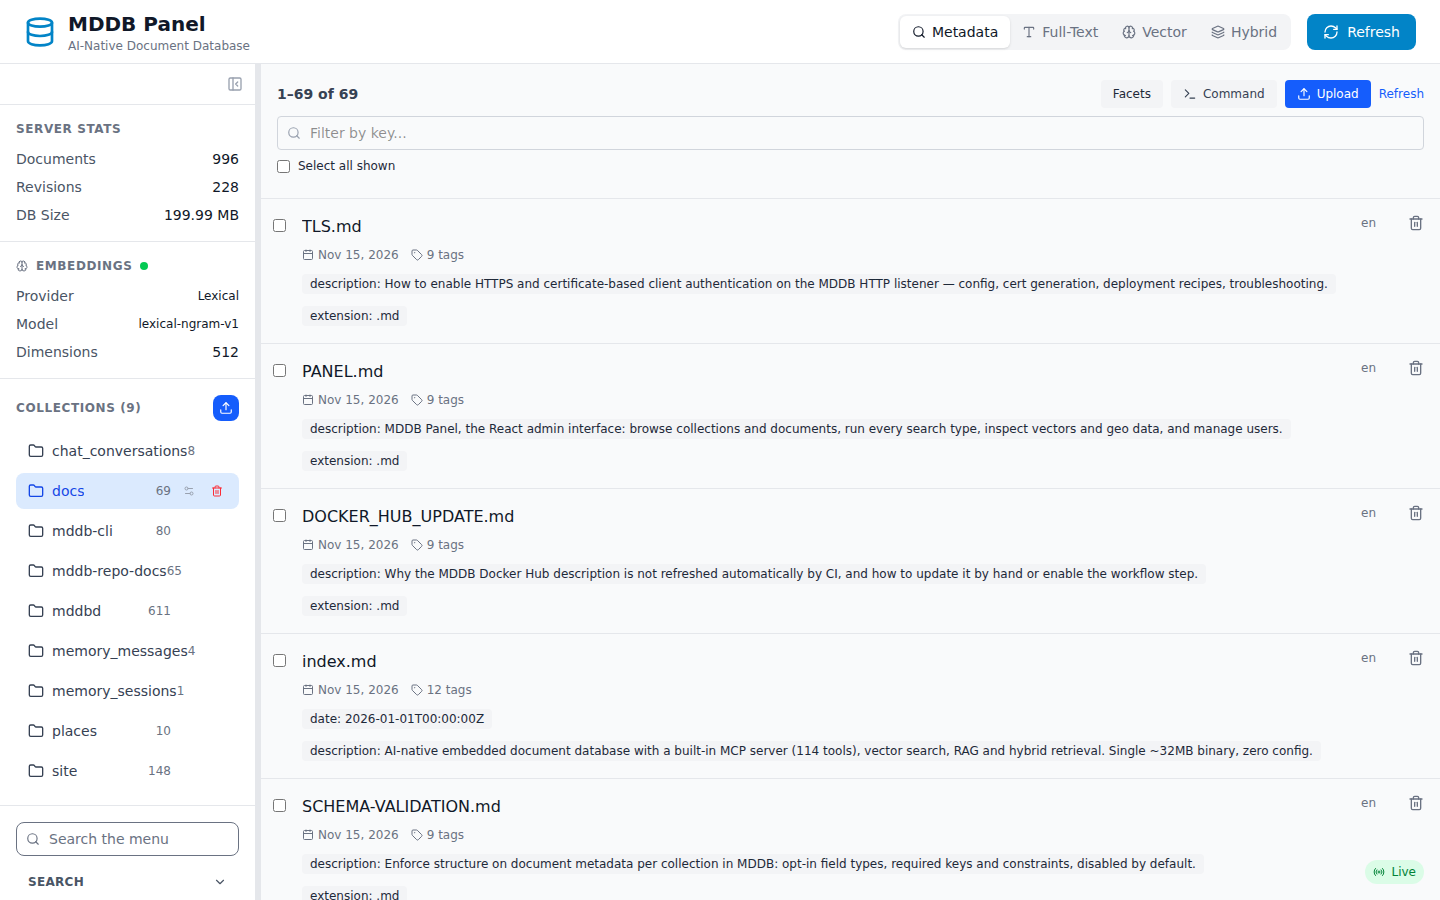 MDDB Panel
AI-Native Document Database
Metadata
Full-Text
Vector
Hybrid
Refresh
SERVER STATS
Documents 996
Revisions 228
DB Size 199.99 MB
EMBEDDINGS
Provider Lexical
Model lexical-ngram-v1
Dimensions 512
COLLECTIONS (9)
chat_conversations 8
docs 69
mddb-cli 80
mddb-repo-docs 65
mddbd 611
memory_messages 4
memory_sessions 1
places 10
site 148
Search the menu
SEARCH
1–69 of 69
Facets
Command
Upload
Refresh
Filter by key...
Select all shown
TLS.md
en
Nov 15, 2026 9 tags
description: How to enable HTTPS and certificate-based client authentication on the MDDB HTTP listener — config, cert generation, deployment recipes, troubleshooting.
extension: .md
PANEL.md
en
Nov 15, 2026 9 tags
description: MDDB Panel, the React admin interface: browse collections and documents, run every search type, inspect vectors and geo data, and manage users.
extension: .md
DOCKER_HUB_UPDATE.md
en
Nov 15, 2026 9 tags
description: Why the MDDB Docker Hub description is not refreshed automatically by CI, and how to update it by hand or enable the workflow step.
extension: .md
index.md
en
Nov 15, 2026 12 tags
date: 2026-01-01T00:00:00Z
description: AI-native embedded document database with a built-in MCP server (114 tools), vector search, RAG and hybrid retrieval. Single ~32MB binary, zero config.
SCHEMA-VALIDATION.md
en
Nov 15, 2026 9 tags
description: Enforce structure on document metadata per collection in MDDB: opt-in field types, required keys and constraints, disabled by default.
extension: .md
Live